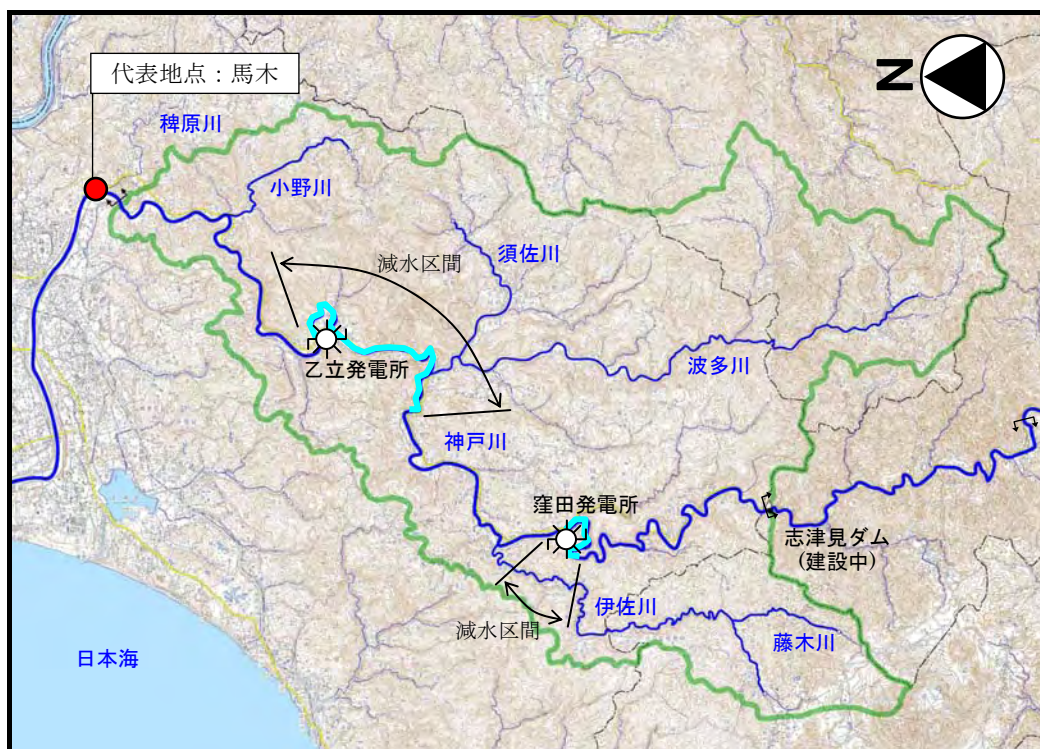 代表地点：馬木
N
稗原川
小野川
減水区間
須佐川
乙立発電所
波多川
神戸川
窪田発電所
志津見ダム
(建設中)
伊佐川
減水区間
藤木川
日本海